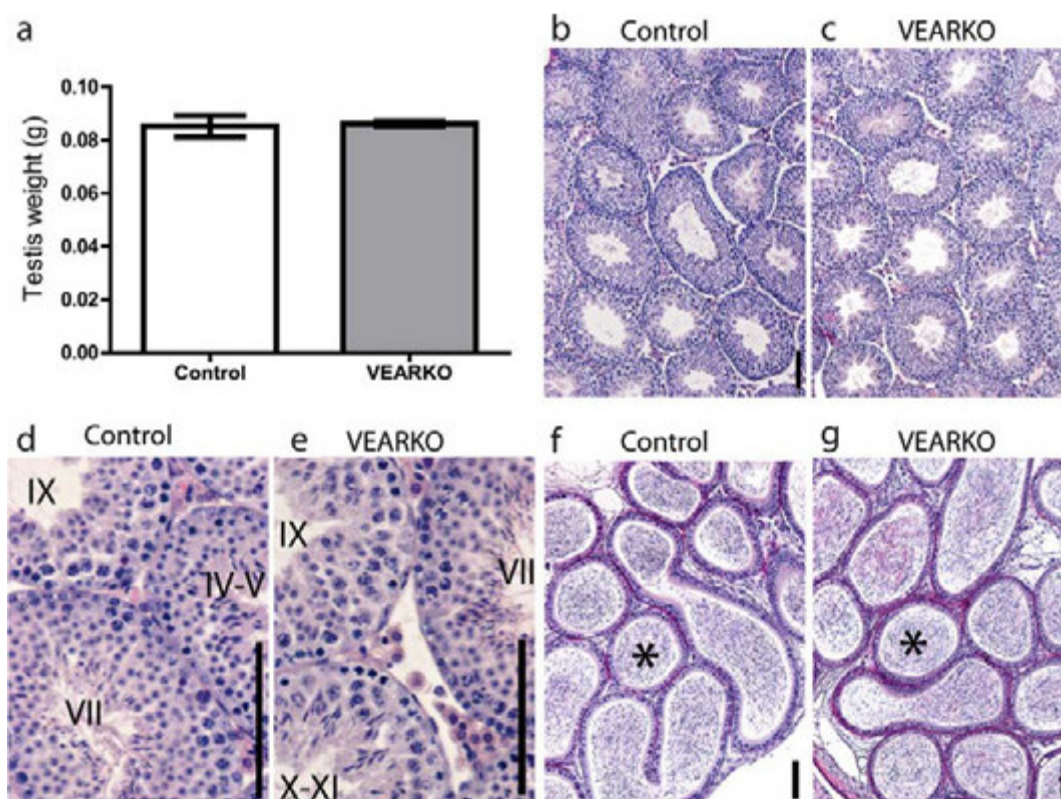 a
Testis weight (g)
0.10
0.08
0.06
0.04
0.02
0.00
Control
VEARKO
b
Control
c
VEARKO
d
Control
IX
IV-V
VII
e
VEARKO
IX
VII
X-XI
f
Control
*
g
VEARKO
*